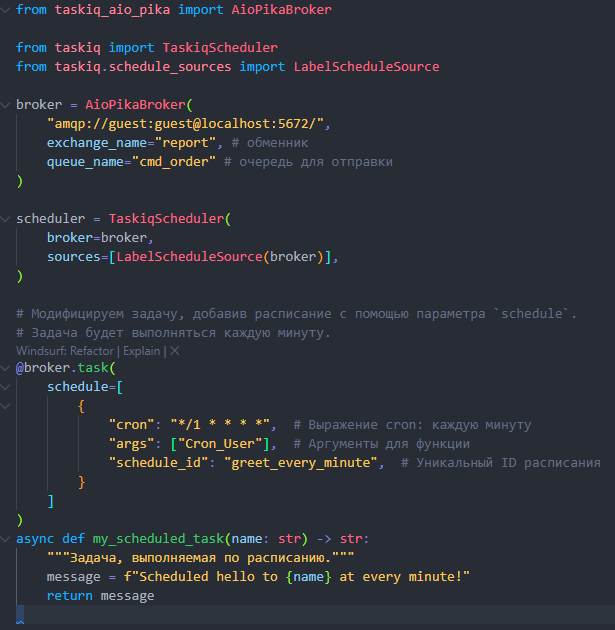 from taskiq_aio_pika import AioPikaBroker
from taskiq import TaskiqScheduler
from taskiq.schedule_sources import LabelScheduleSource
broker = AioPikaBroker(
    "amqp://guest:guest@localhost:5672/",
    exchange_name="report", # обменник
    queue_name="cmd_order" # очередь для отправки
)
scheduler = TaskiqScheduler(
    broker=broker,
    sources=[LabelScheduleSource(broker)],
)
# Модифицируем задачу, добавив расписание с помощью параметра `schedule`.
# Задача будет выполняться каждую минуту.
Windsurf: Refactor | Explain | X
@broker.task(
    schedule=[
        {
            "cron": "*/1 * * * *",  # Выражение cron: каждую минуту
            "args": ["Cron_User"],  # Аргументы для функции
            "schedule_id": "greet_every_minute",  # Уникальный ID расписания
        }
    ]
)
async def my_scheduled_task(name: str) -> str:
    """Задача, выполняемая по расписанию."""
    message = f"Scheduled hello to {name} at every minute!"
    return message